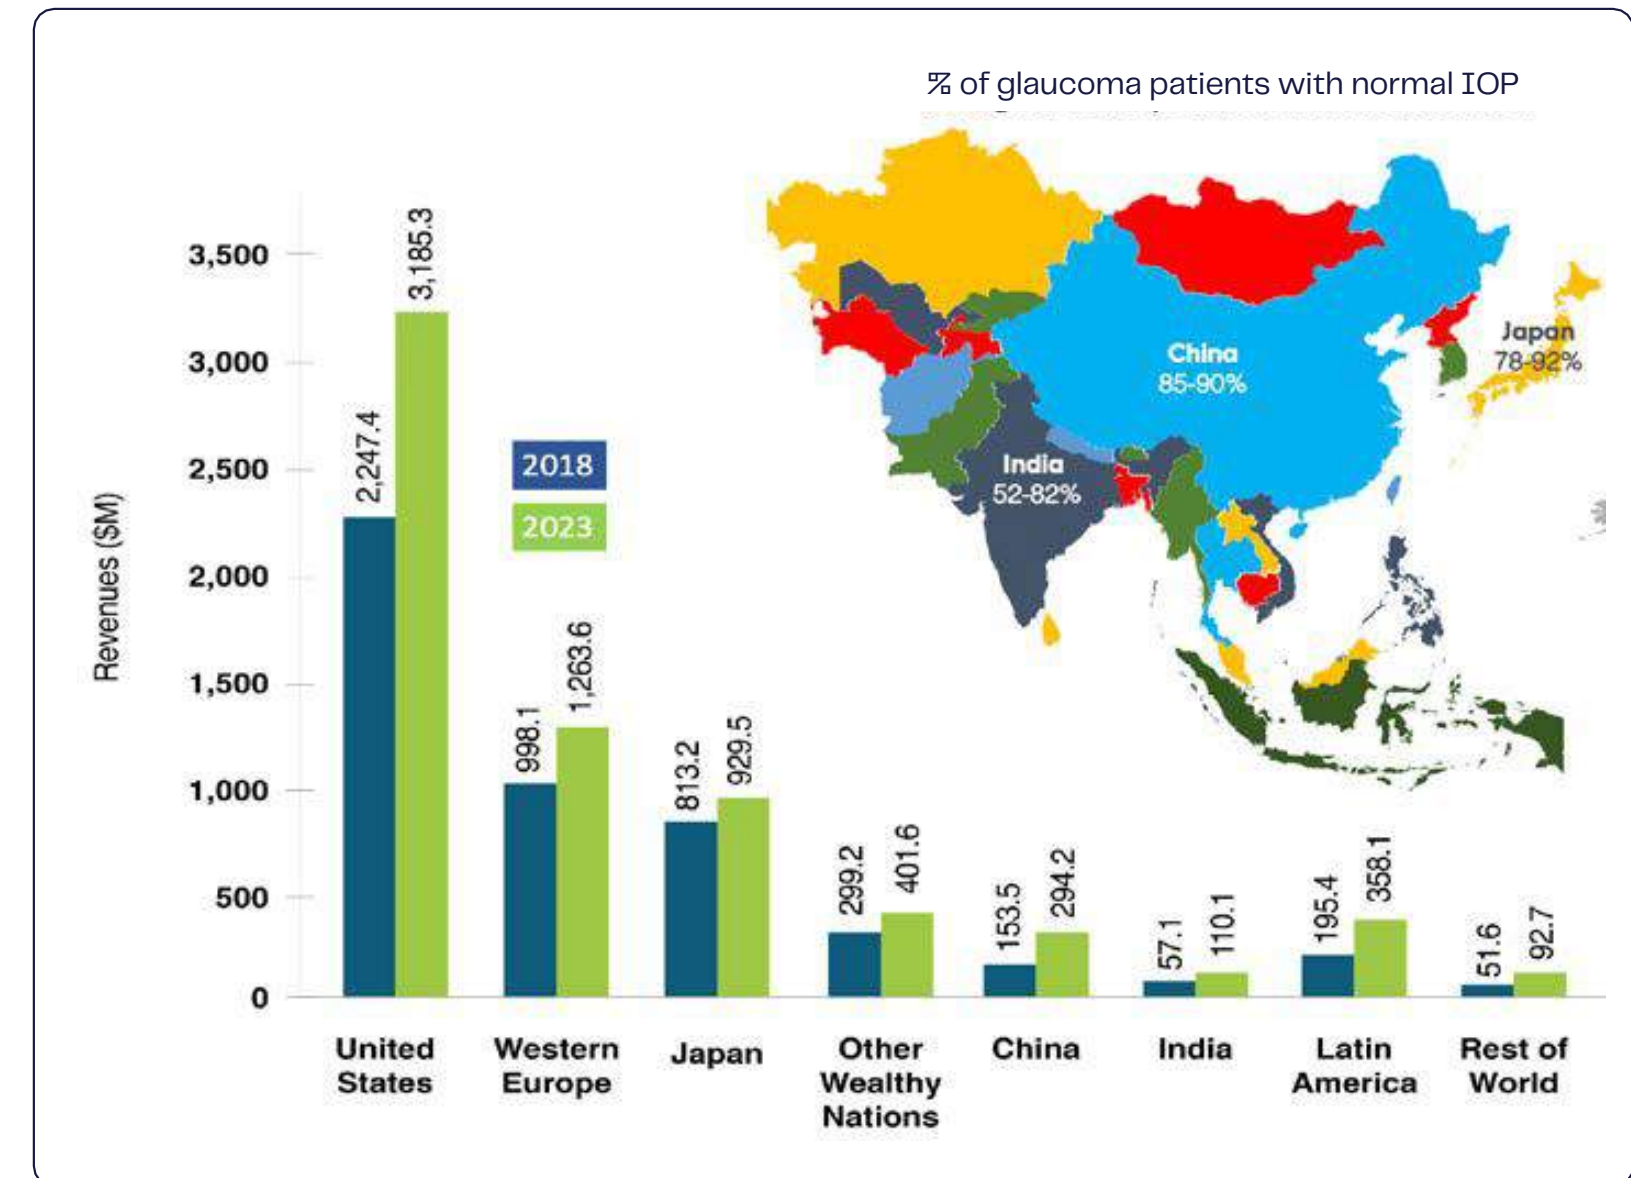 % of glaucoma patients with normal IOP
China
85-90%
Japan
78-92%
India
52-82%
Revenues ($M)
3,500
3,000
2,500
2,000
1,500
1,000
500
0
2018
2023
2,247.4
3,185.3
998.1
1,263.6
813.2
929.5
299.2
401.6
153.5
294.2
57.1
110.1
195.4
358.1
51.6
92.7
United
States
Western
Europe
Japan
Other
Wealthy
Nations
China
India
Latin
America
Rest of
World